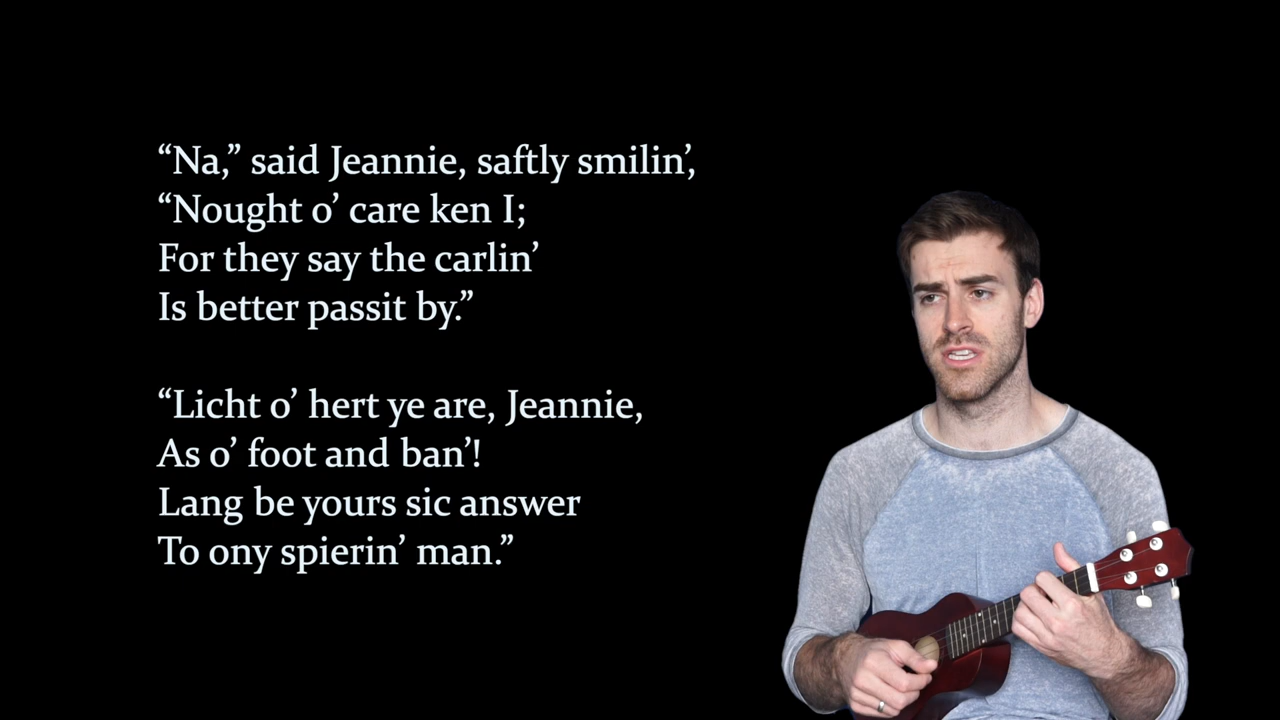 “Na,” said Jeannie, saftly smilin’,
“Nought o’ care ken I;
For they say the carlin’
Is better passit by.”
“Licht o’ hert ye are, Jeannie,
As o’ foot and ban’!
Lang be yours sic answer
To ony spierin’ man.”